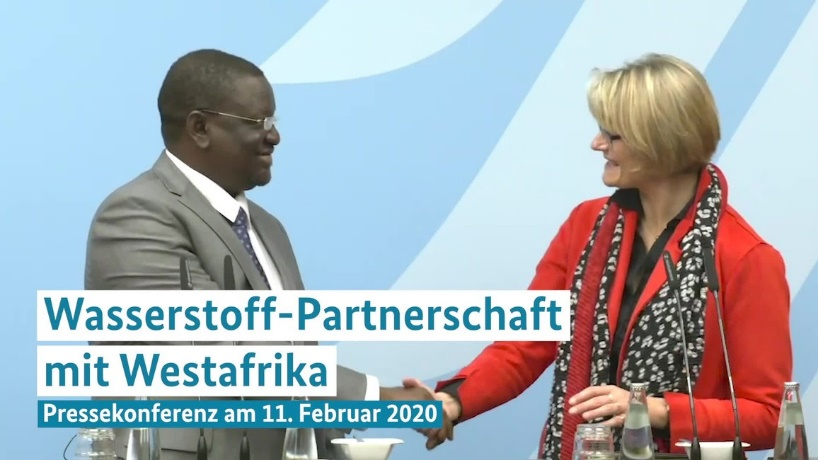 Wasserstoff-Partnerschaft
mit Westafrika
Pressekonferenz am 11. Februar 2020